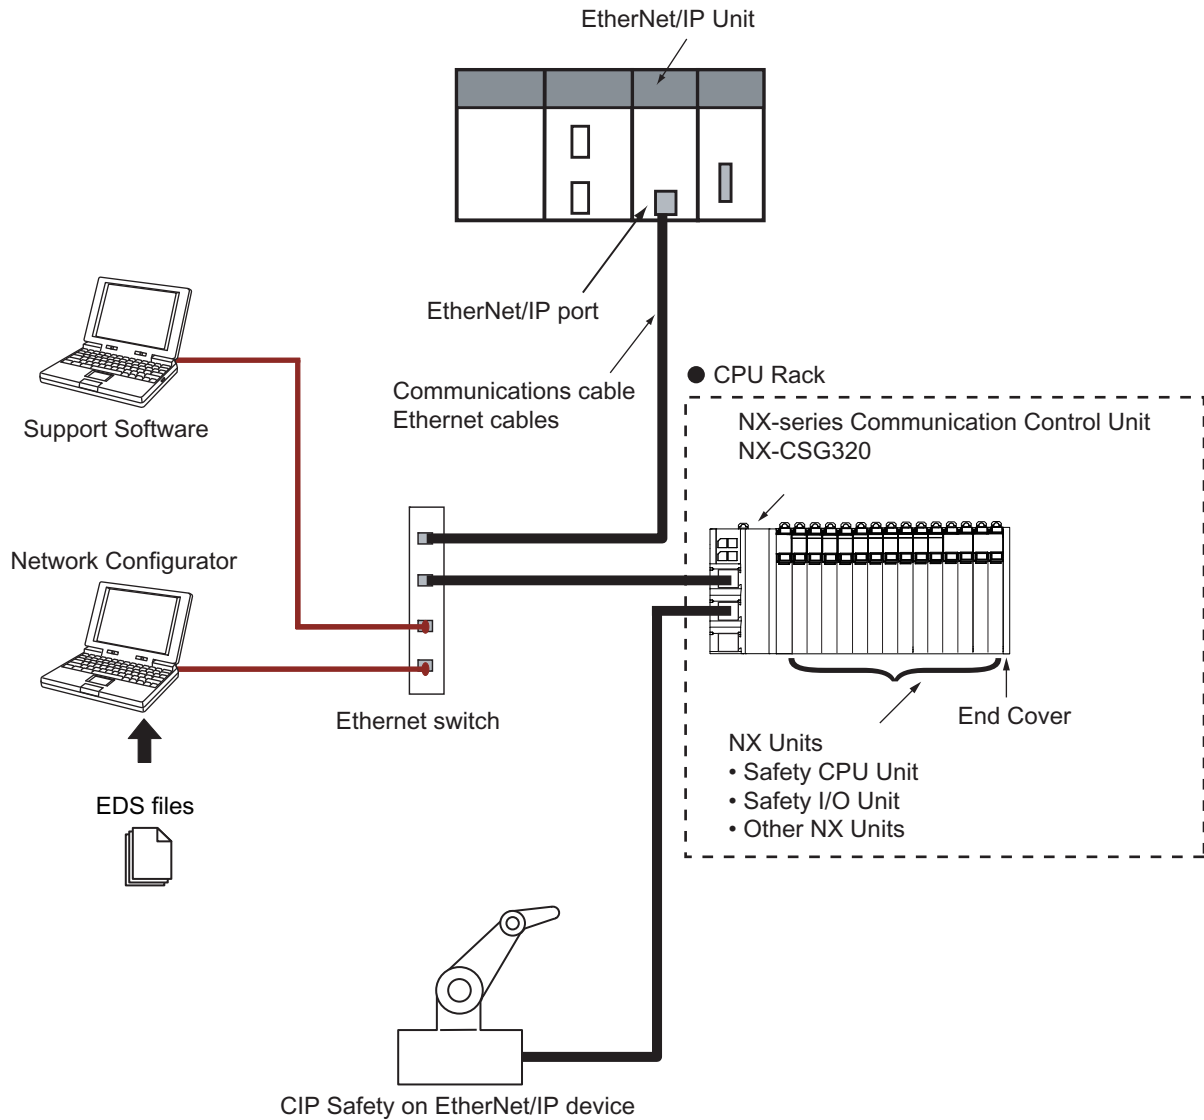 EtherNet/IP Unit
EtherNet/IP port
Communications cable
Ethernet cables
● CPU Rack
NX-series Communication Control Unit
NX-CSG320
Support Software
Network Configurator
Ethernet switch
End Cover
NX Units
• Safety CPU Unit
• Safety I/O Unit
• Other NX Units
EDS files
CIP Safety on EtherNet/IP device